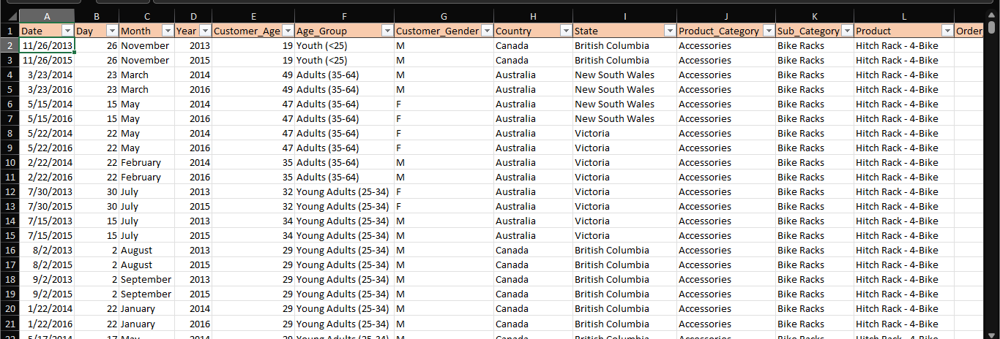 A B C D E F G H I J K L
1 Date Day Month Year Customer_Age Age_Group Customer_Gender Country State Product_Category Sub_Category Product Order
2 11/26/2013 26 November 2013 19 Youth (<25) M Canada British Columbia Accessories Bike Racks Hitch Rack - 4-Bike
3 11/26/2015 26 November 2015 19 Youth (<25) M Canada British Columbia Accessories Bike Racks Hitch Rack - 4-Bike
4 3/23/2014 23 March 2014 49 Adults (35-64) M Australia New South Wales Accessories Bike Racks Hitch Rack - 4-Bike
5 3/23/2016 23 March 2016 49 Adults (35-64) M Australia New South Wales Accessories Bike Racks Hitch Rack - 4-Bike
6 5/15/2014 15 May 2014 47 Adults (35-64) F Australia New South Wales Accessories Bike Racks Hitch Rack - 4-Bike
7 5/15/2016 15 May 2016 47 Adults (35-64) F Australia New South Wales Accessories Bike Racks Hitch Rack - 4-Bike
8 5/22/2014 22 May 2014 47 Adults (35-64) F Australia Victoria Accessories Bike Racks Hitch Rack - 4-Bike
9 5/22/2016 22 May 2016 47 Adults (35-64) F Australia Victoria Accessories Bike Racks Hitch Rack - 4-Bike
10 2/22/2014 22 February 2014 35 Adults (35-64) M Australia Victoria Accessories Bike Racks Hitch Rack - 4-Bike
11 2/22/2016 22 February 2016 35 Adults (35-64) M Australia Victoria Accessories Bike Racks Hitch Rack - 4-Bike
12 7/30/2013 30 July 2013 32 Young Adults (25-34) F Australia Victoria Accessories Bike Racks Hitch Rack - 4-Bike
13 7/30/2015 30 July 2015 32 Young Adults (25-34) F Australia Victoria Accessories Bike Racks Hitch Rack - 4-Bike
14 7/15/2013 15 July 2013 34 Young Adults (25-34) M Australia Victoria Accessories Bike Racks Hitch Rack - 4-Bike
15 7/15/2015 15 July 2015 34 Young Adults (25-34) M Australia Victoria Accessories Bike Racks Hitch Rack - 4-Bike
16 8/2/2013 2 August 2013 29 Young Adults (25-34) M Canada British Columbia Accessories Bike Racks Hitch Rack - 4-Bike
17 8/2/2015 2 August 2015 29 Young Adults (25-34) M Canada British Columbia Accessories Bike Racks Hitch Rack - 4-Bike
18 9/2/2013 2 September 2013 29 Young Adults (25-34) M Canada British Columbia Accessories Bike Racks Hitch Rack - 4-Bike
19 9/2/2015 2 September 2015 29 Young Adults (25-34) M Canada British Columbia Accessories Bike Racks Hitch Rack - 4-Bike
20 1/22/2014 22 January 2014 29 Young Adults (25-34) M Canada British Columbia Accessories Bike Racks Hitch Rack - 4-Bike
21 1/22/2016 22 January 2016 29 Young Adults (25-34) M Canada British Columbia Accessories Bike Racks Hitch Rack - 4-Bike
22 5/17/2014 17 May 2014 29 Young Adults (25-34) M Canada British Columbia Accessories Bike Racks Hitch Rack - 4-Bike